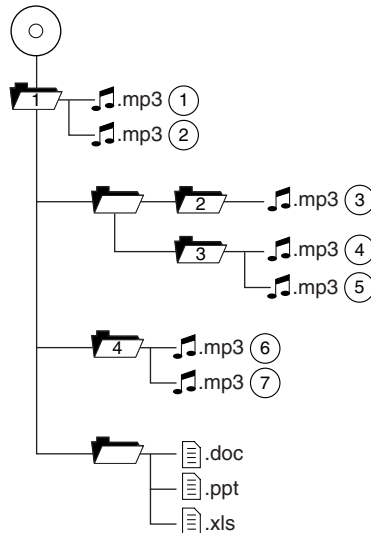 1 .mp3 1
.mp3 2
2 .mp3 3
3 .mp3 4
.mp3 5
4 .mp3 6
.mp3 7
.doc
.ppt
.xls